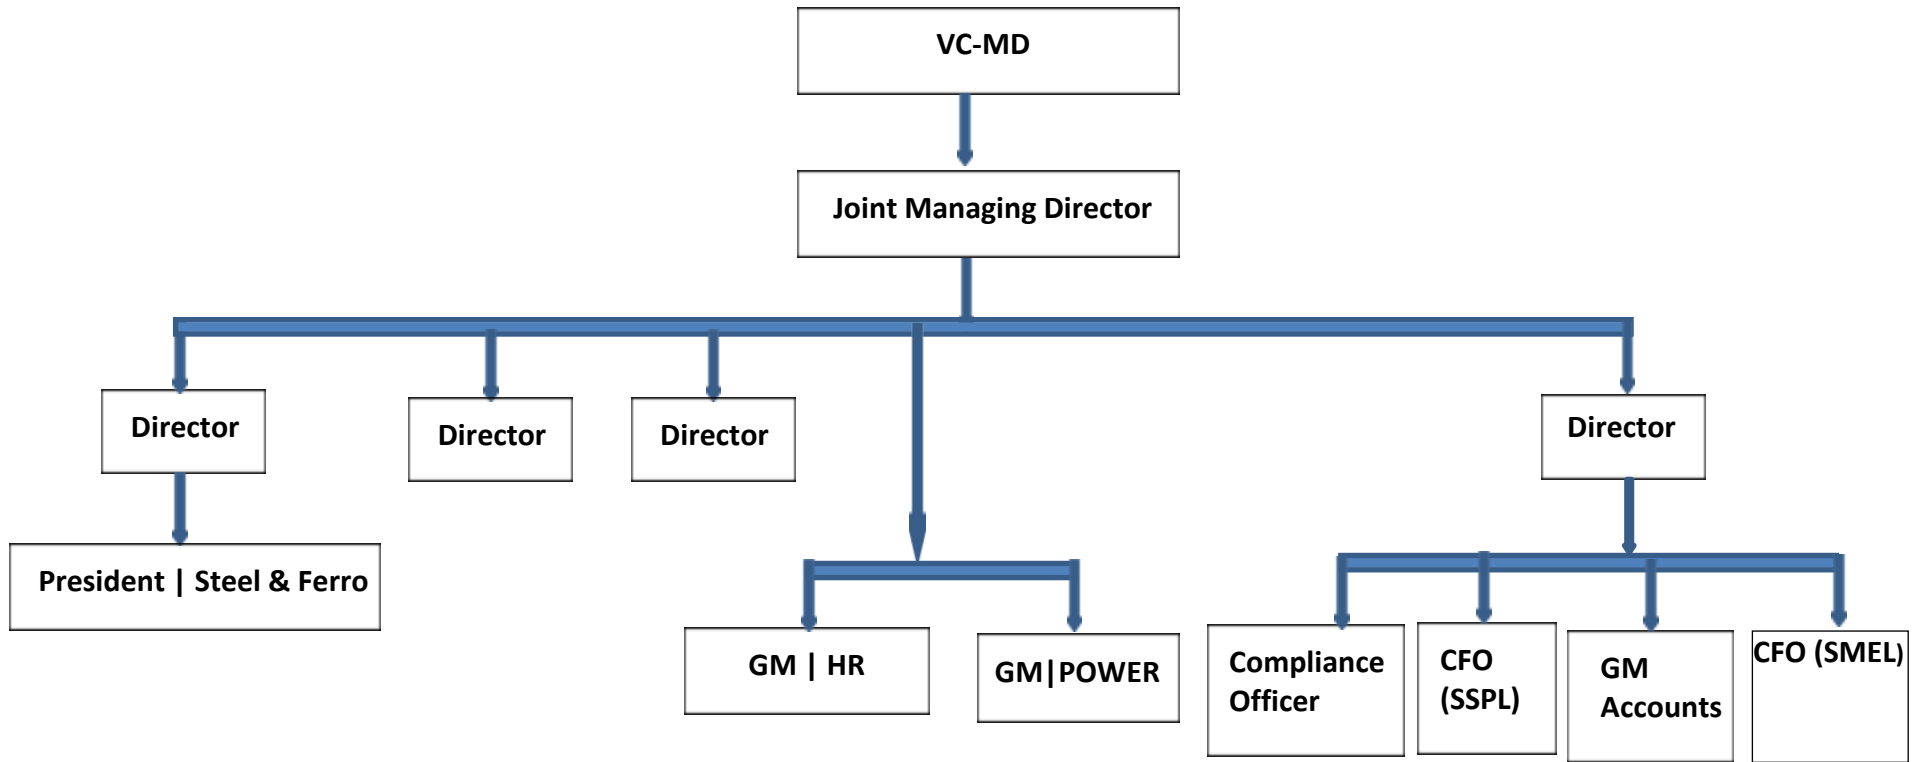 VC-MD
Joint Managing Director
Director
Director
Director
Director
President | Steel & Ferro
GM | HR
GM|POWER
Compliance
Officer
CFO
(SSPL)
GM
Accounts
CFO (SMEL)